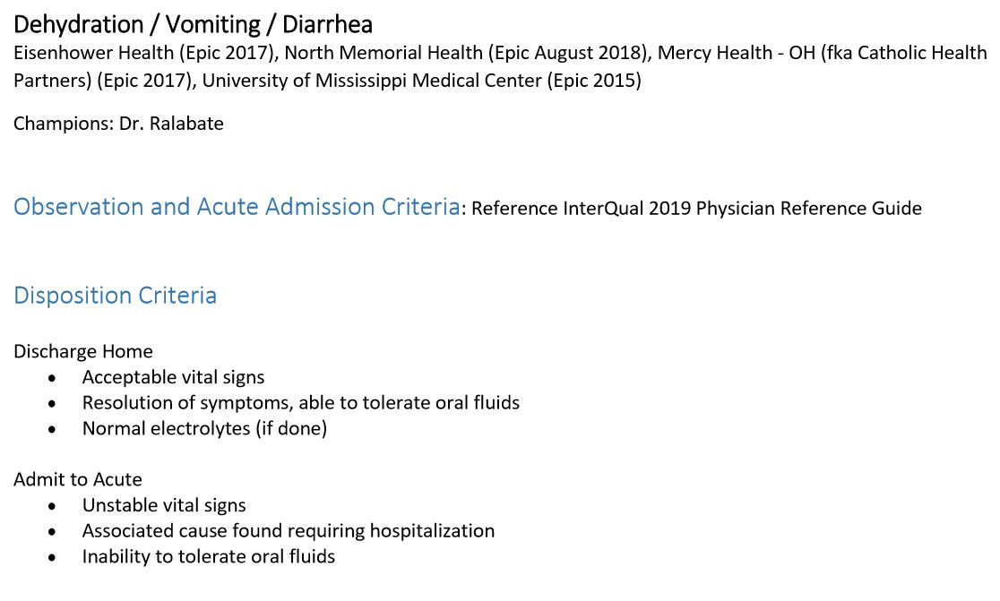 Dehydration / Vomiting / Diarrhea
Eisenhower Health (Epic 2017), North Memorial Health (Epic August 2018), Mercy Health - OH (fka Catholic Health
Partners) (Epic 2017), University of Mississippi Medical Center (Epic 2015)
Champions: Dr. Ralabate
Observation and Acute Admission Criteria: Reference InterQual 2019 Physician Reference Guide
Disposition Criteria
Discharge Home
• Acceptable vital signs
• Resolution of symptoms, able to tolerate oral fluids
• Normal electrolytes (if done)
Admit to Acute
• Unstable vital signs
• Associated cause found requiring hospitalization
• Inability to tolerate oral fluids